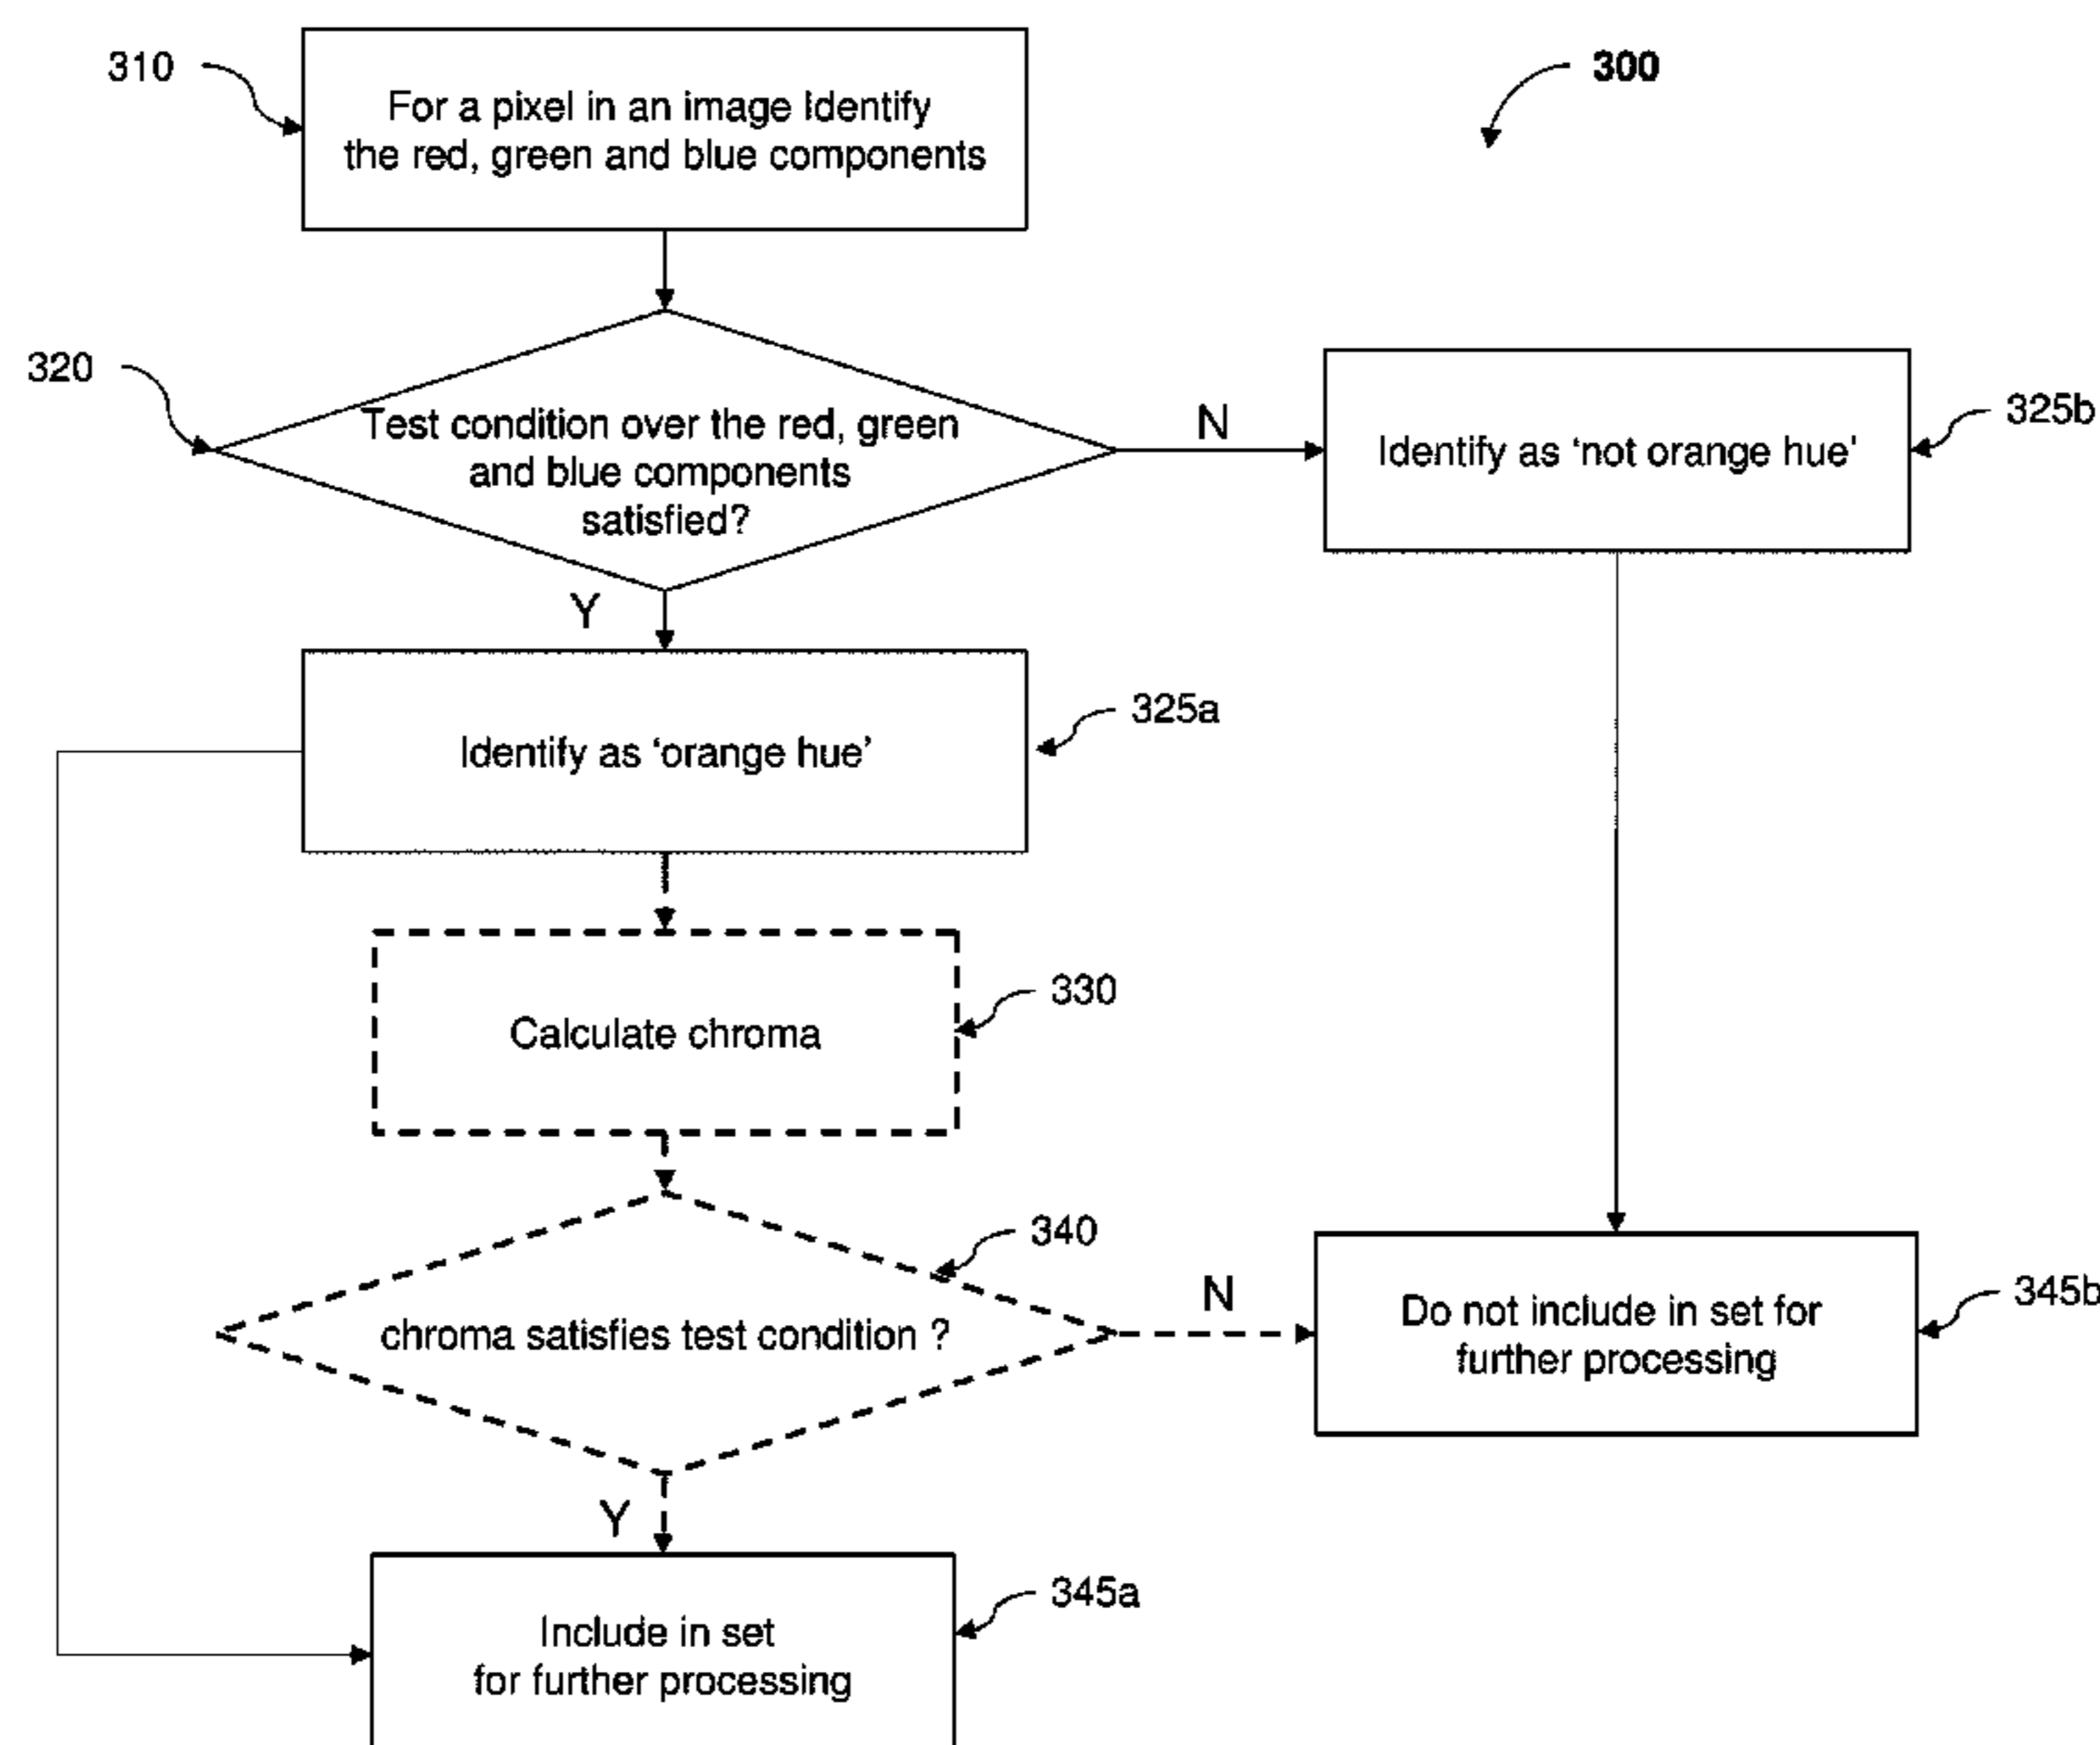 310
For a pixel in an image Identify
the red, green and blue components
300
320
Test condition over the red, green
and blue components
satisfied?
N
Identify as ‘not orange hue’
325b
Y
Identify as ‘orange hue’
325a
Calculate chroma
330
chroma satisfies test condition ?
340
N
Do not include in set for
further processing
345b
Y
Include in set
for further processing
345a